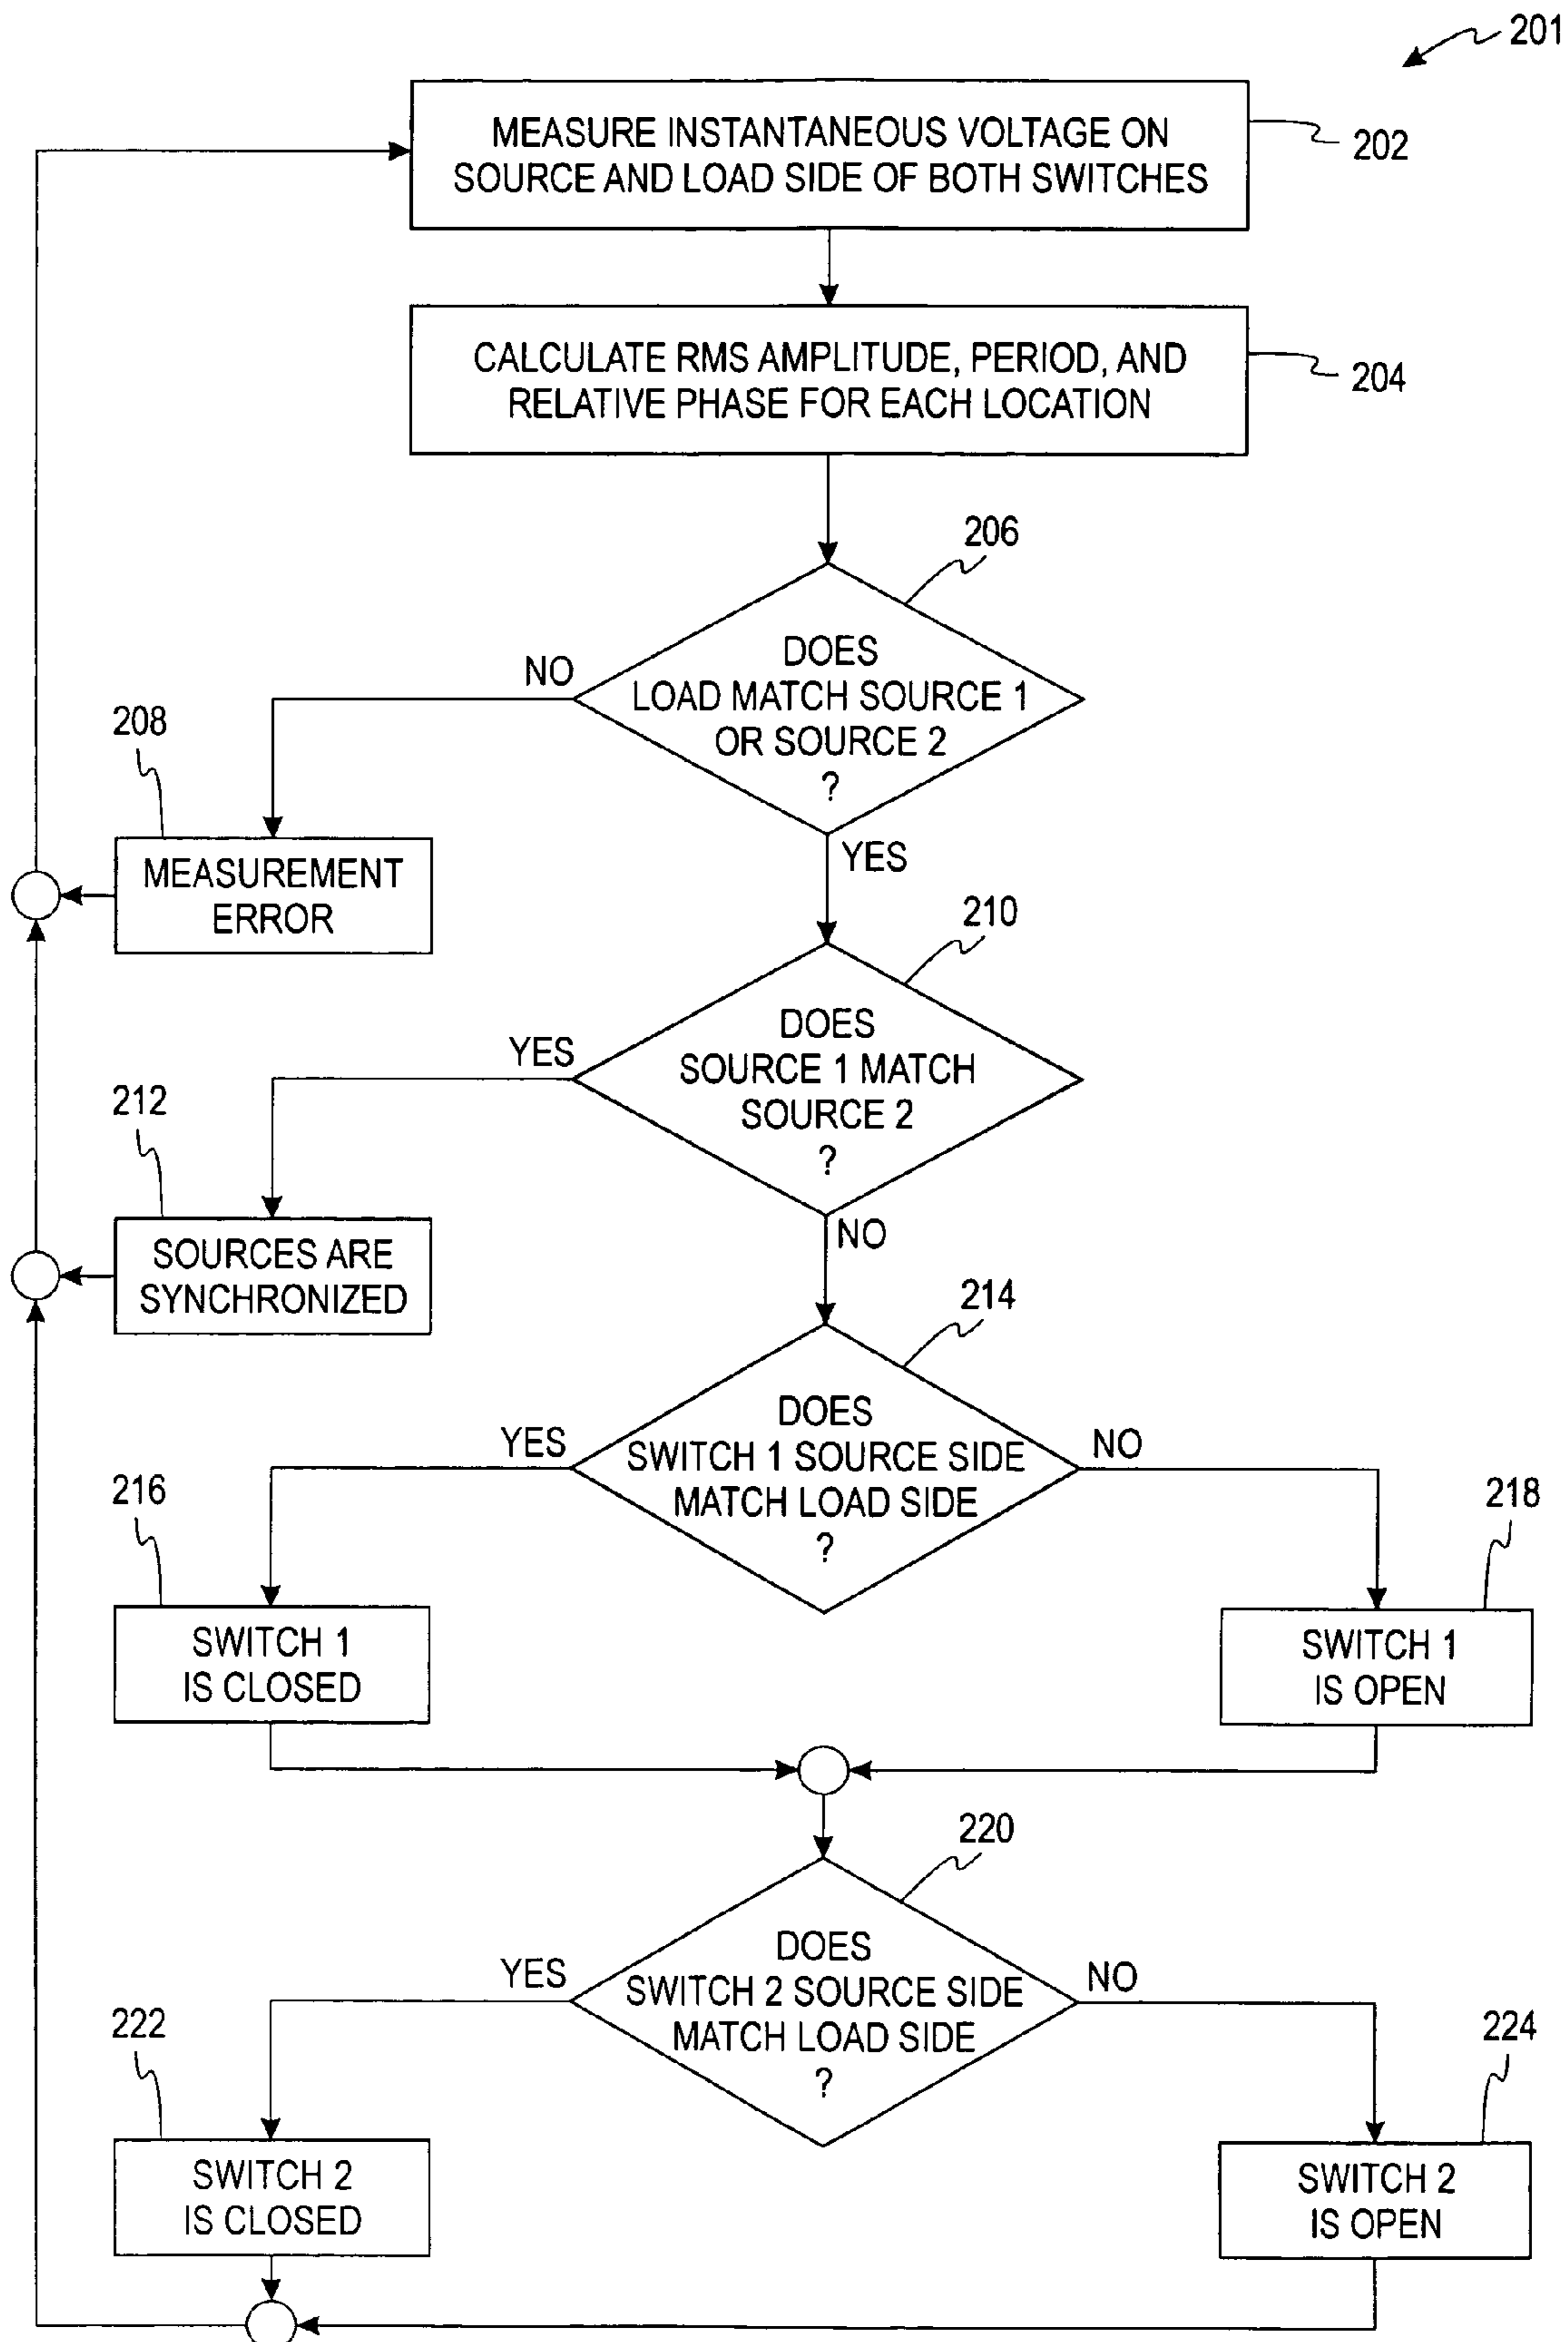 201
MEASURE INSTANTANEOUS VOLTAGE ON
SOURCE AND LOAD SIDE OF BOTH SWITCHES
202
CALCULATE RMS AMPLITUDE, PERIOD, AND
RELATIVE PHASE FOR EACH LOCATION
204
206
DOES
LOAD MATCH SOURCE 1
OR SOURCE 2
?
NO
YES
208
MEASUREMENT
ERROR
210
DOES
SOURCE 1 MATCH
SOURCE 2
?
YES
NO
212
SOURCES ARE
SYNCHRONIZED
214
DOES
SWITCH 1 SOURCE SIDE
MATCH LOAD SIDE
?
YES
NO
216
SWITCH 1
IS CLOSED
218
SWITCH 1
IS OPEN
220
DOES
SWITCH 2 SOURCE SIDE
MATCH LOAD SIDE
?
YES
NO
222
SWITCH 2
IS CLOSED
224
SWITCH 2
IS OPEN